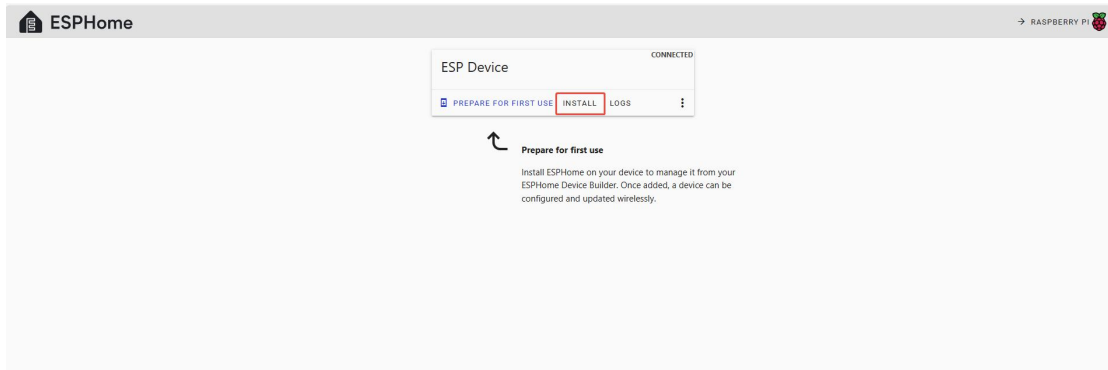 ESPHome
→ RASPBERRY PI
CONNECTED
ESP Device
PREPARE FOR FIRST USE INSTALL LOGS
Prepare for first use
Install ESPHome on your device to manage it from your
ESPHome Device Builder. Once added, a device can be
configured and updated wirelessly.